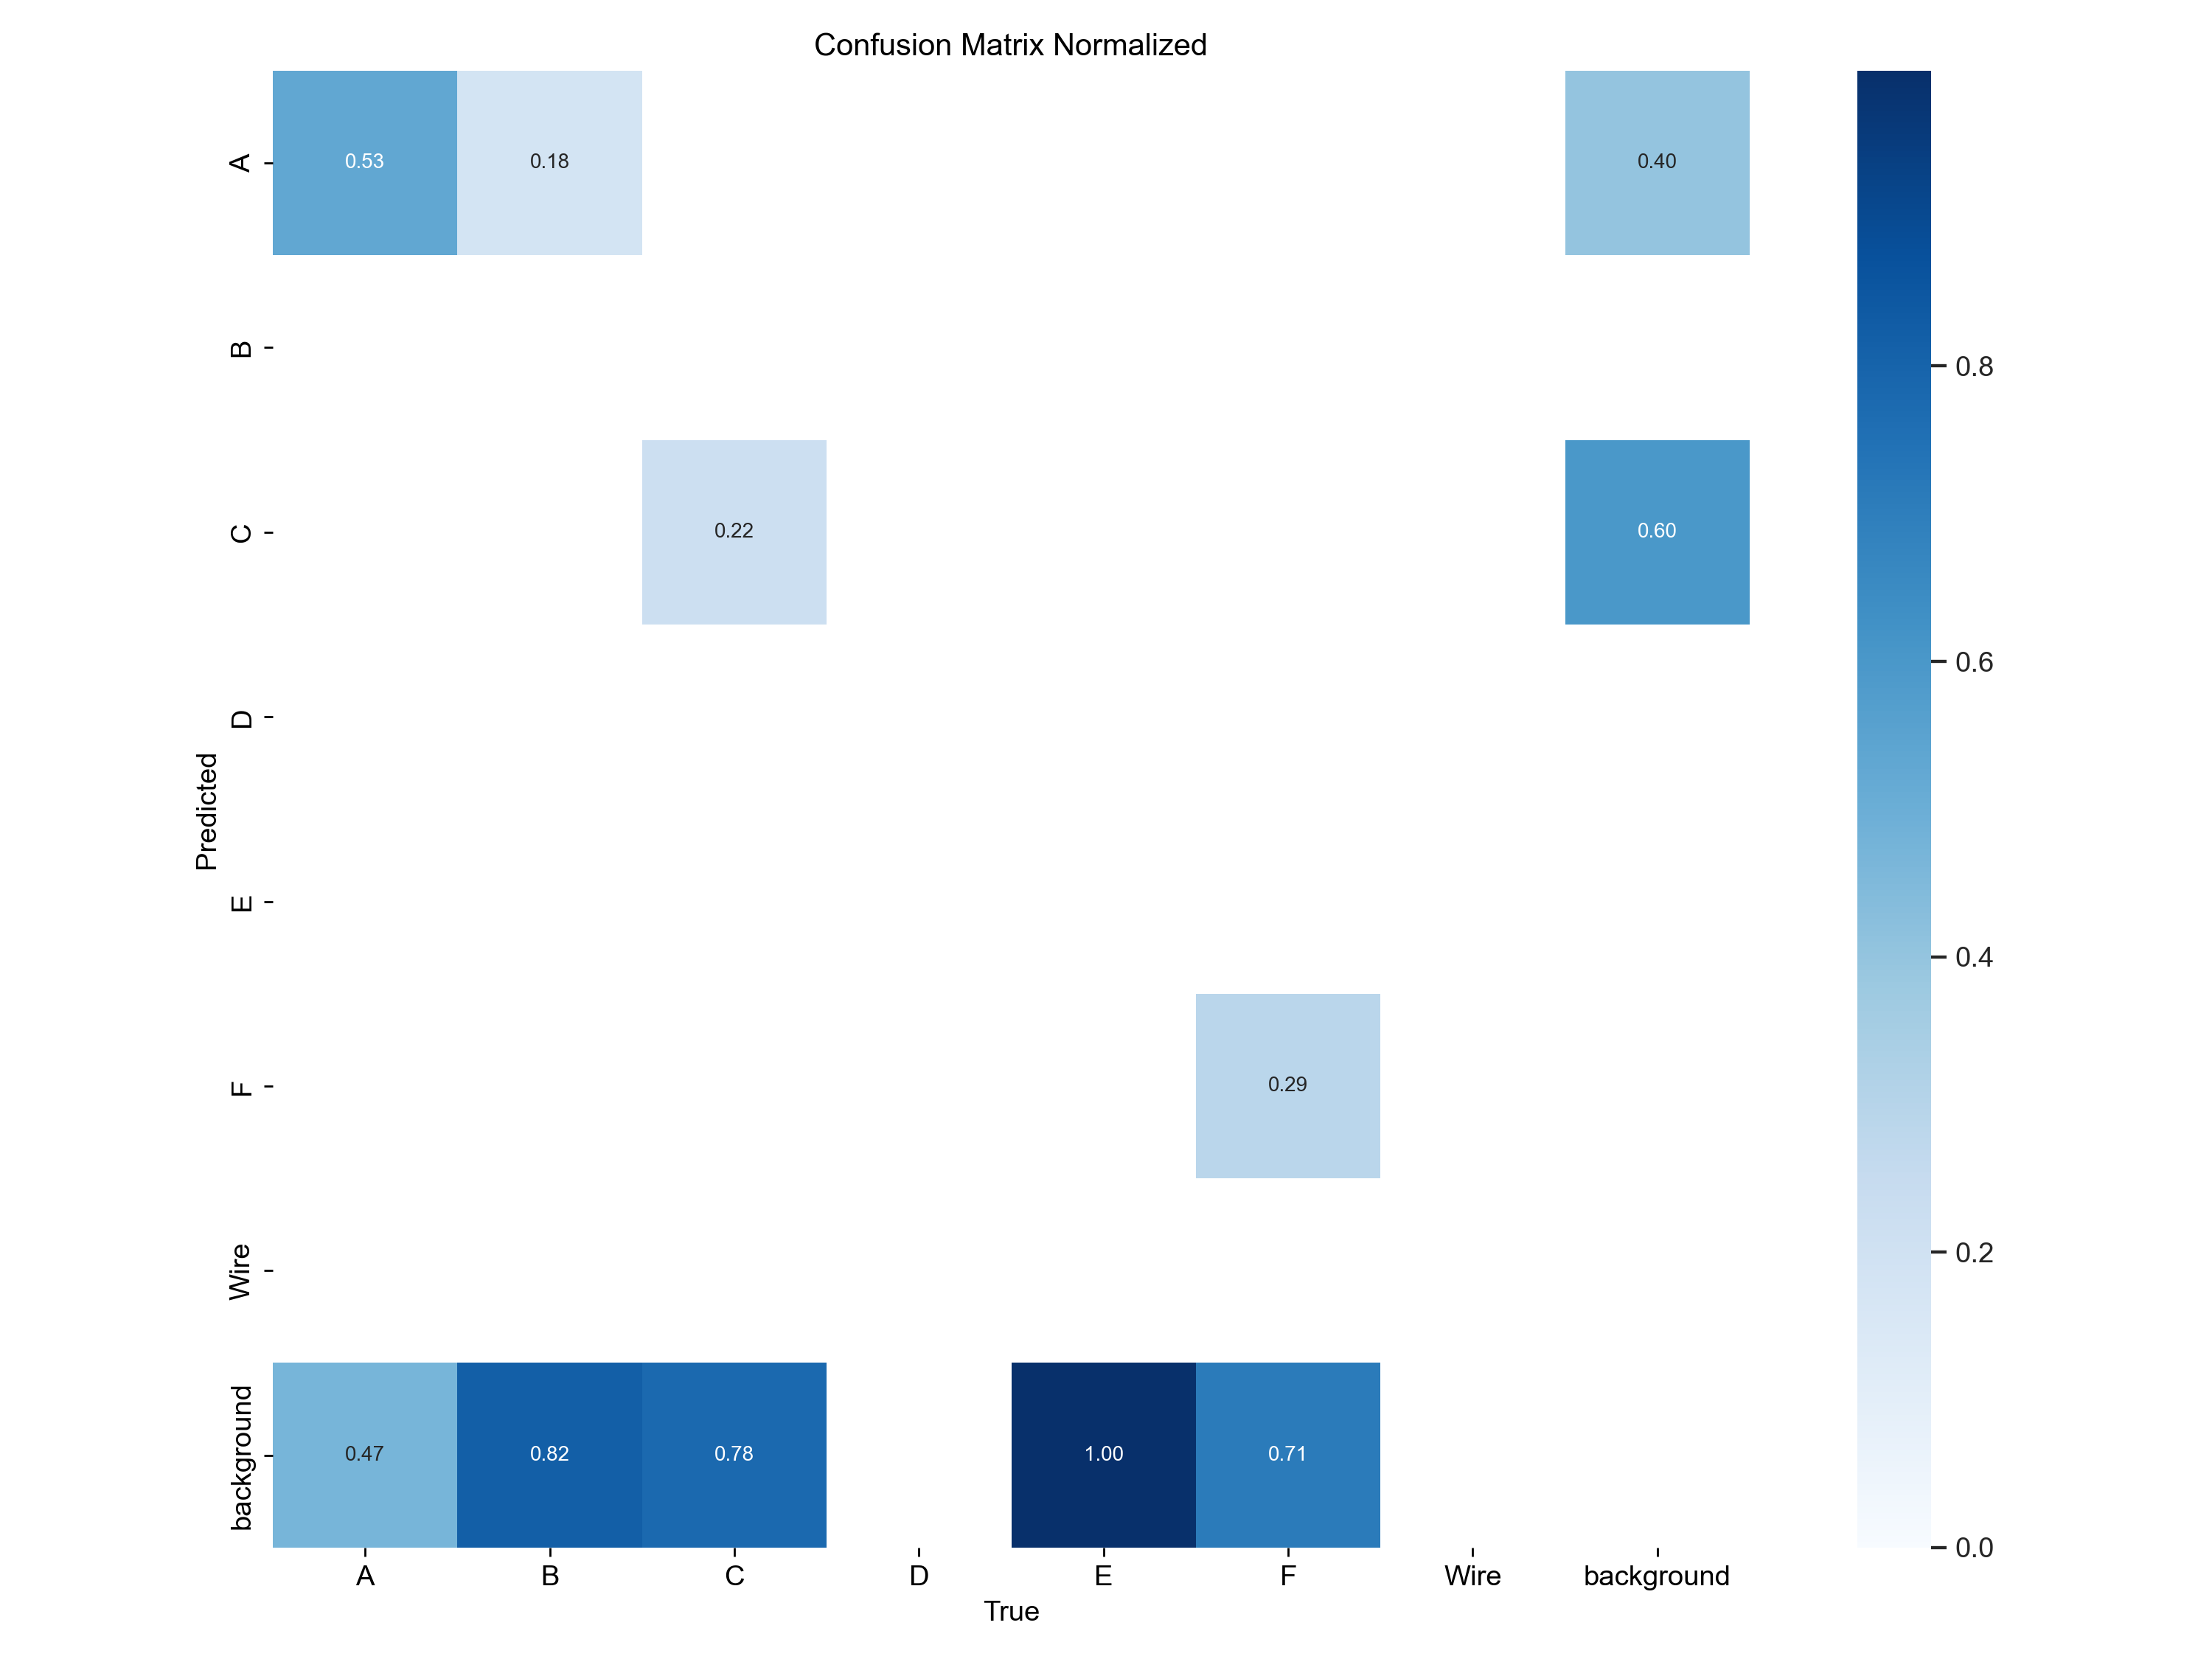 Confusion Matrix Normalized
A
0.53
0.18
0.40
B
0.8
C
0.22
0.60
0.6
D
Predicted
E
0.4
F
0.29
Wire
0.2
background
0.47
0.82
0.78
1.00
0.71
0.0
A B C D E F Wire background
True